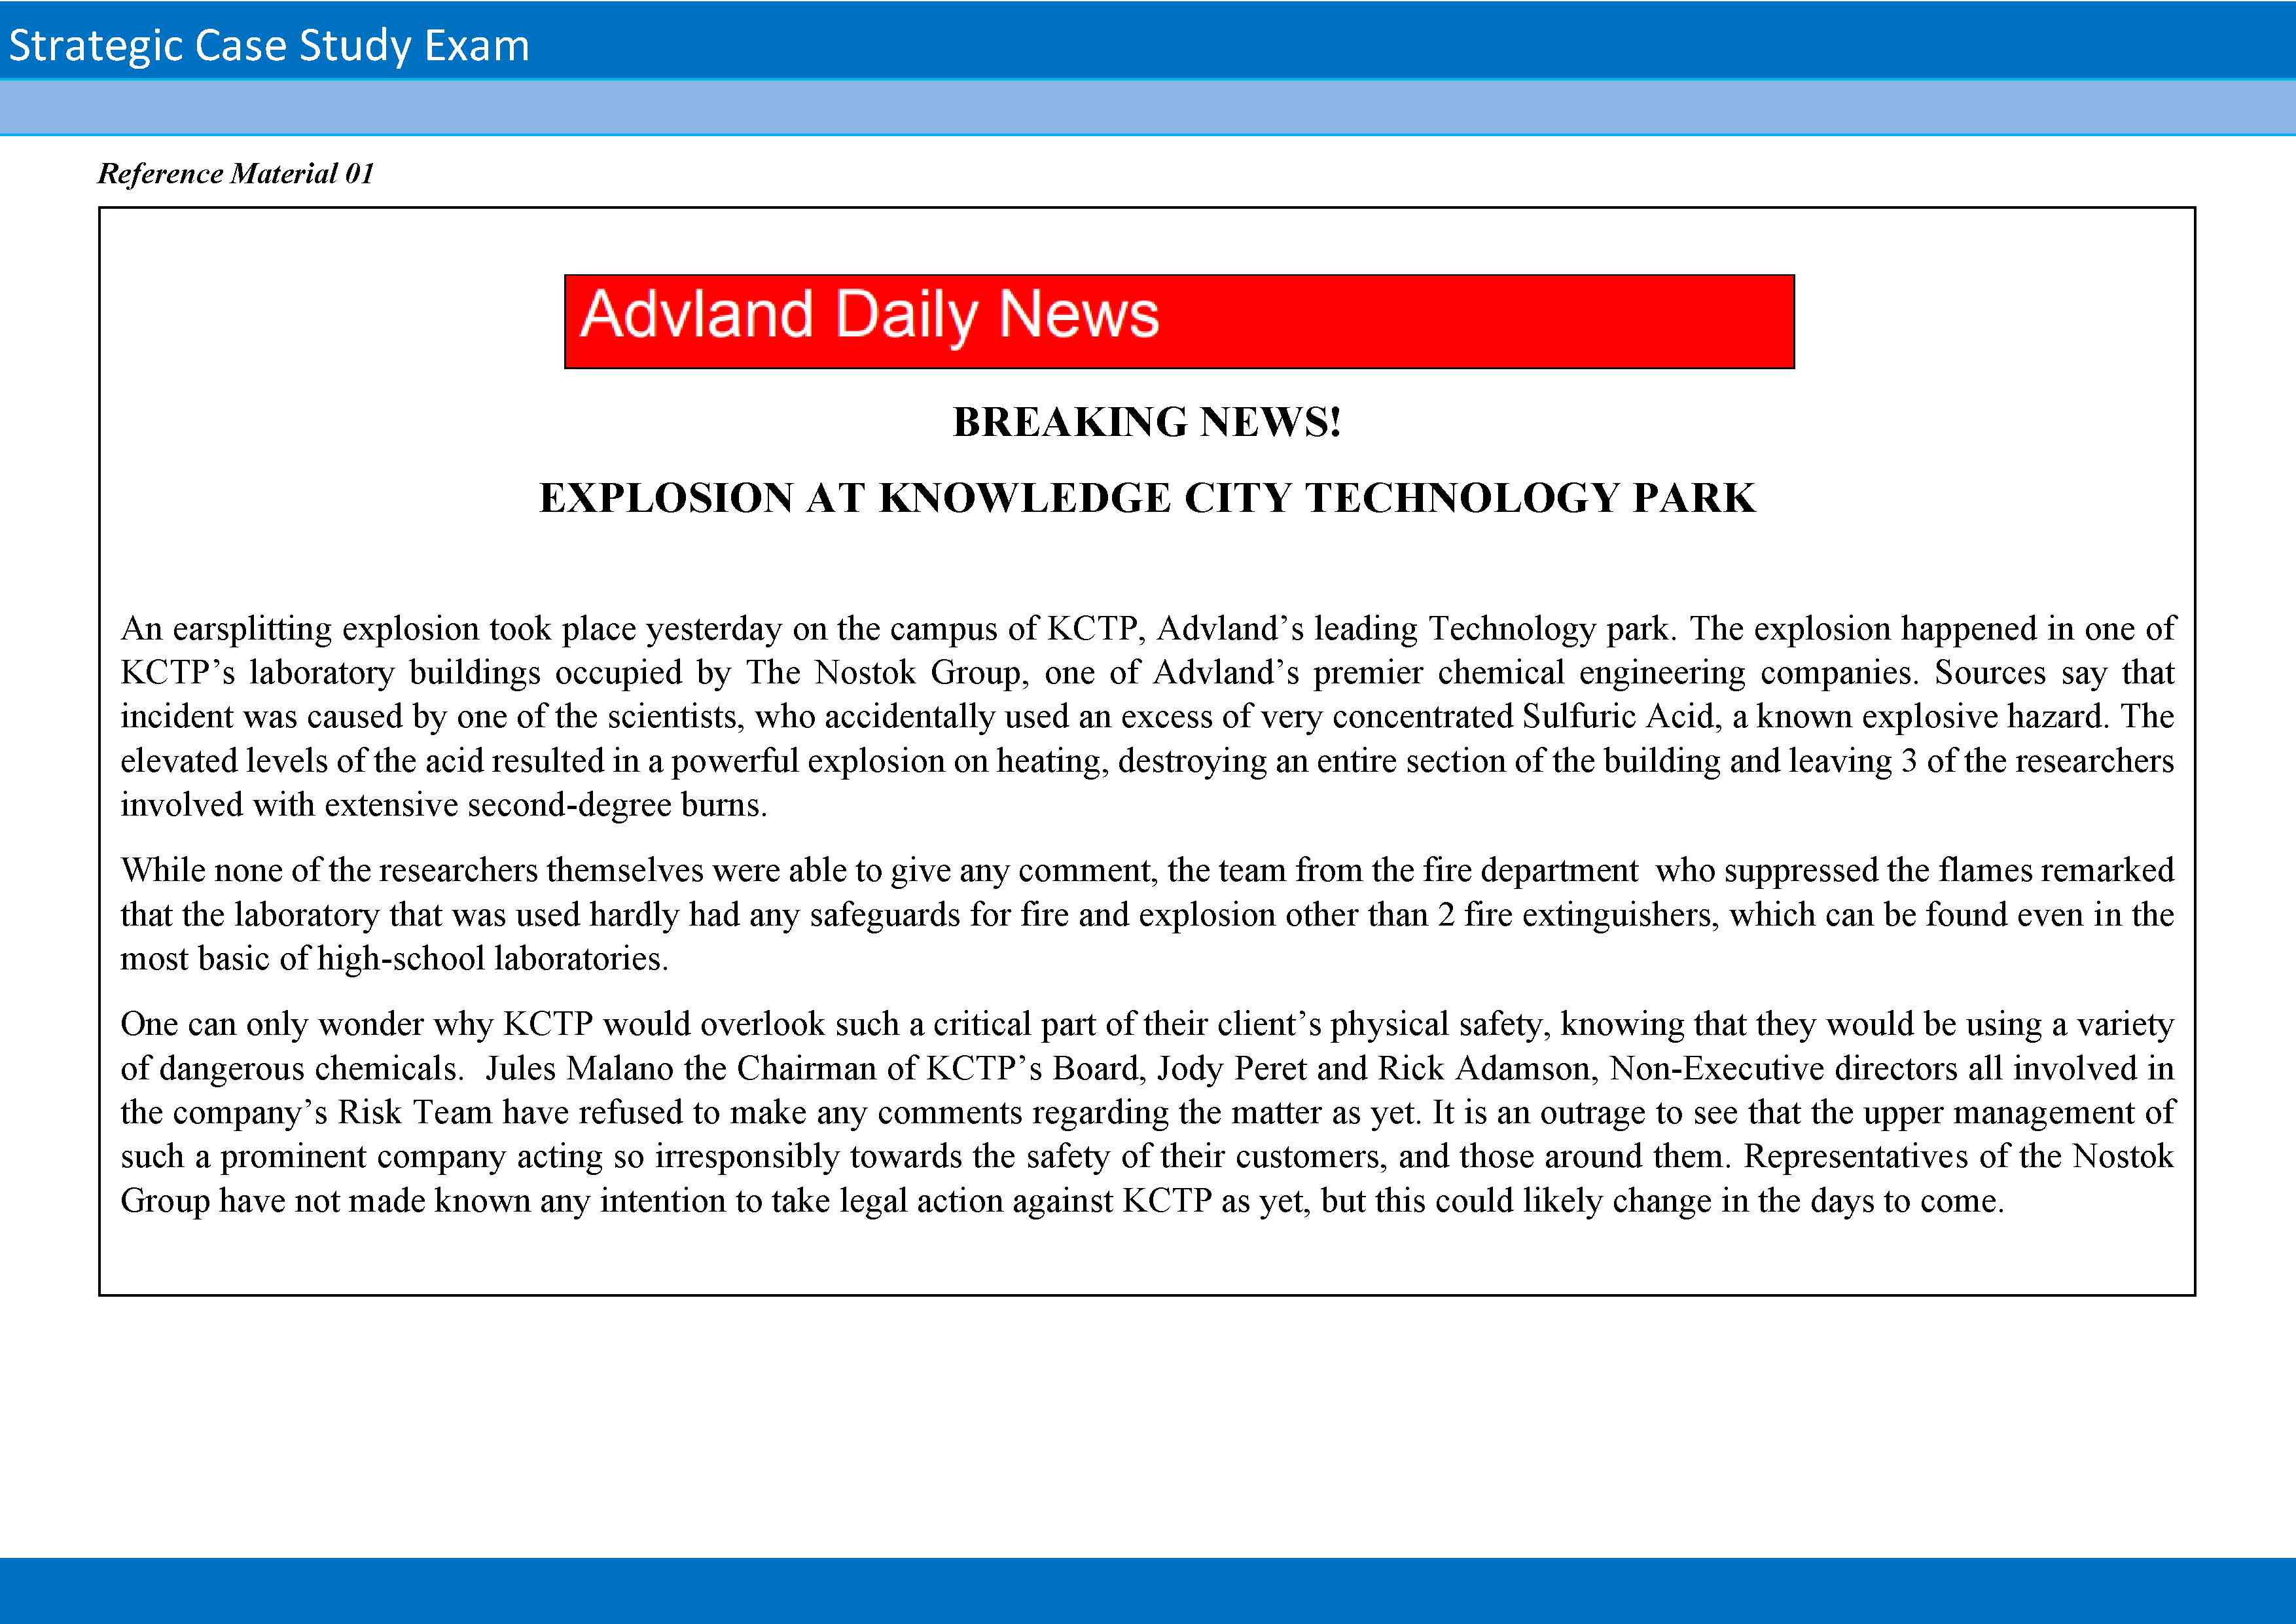 Strategic Case Study Exam
Reference Material 01
Advland Daily News
BREAKING NEWS!
EXPLOSION AT KNOWLEDGE CITY TECHNOLOGY PARK
An earsplitting explosion took place yesterday on the campus of KCTP, Advland’s leading Technology park. The explosion happened in one of
KCTP’s laboratory buildings occupied by The Nostok Group, one of Advland’s premier chemical engineering companies. Sources say that
incident was caused by one of the scientists, who accidentally used an excess of very concentrated Sulfuric Acid, a known explosive hazard. The
elevated levels of the acid resulted in a powerful explosion on heating, destroying an entire section of the building and leaving 3 of the researchers
involved with extensive second-degree burns.
While none of the researchers themselves were able to give any comment, the team from the fire department who suppressed the flames remarked
that the laboratory that was used hardly had any safeguards for fire and explosion other than 2 fire extinguishers, which can be found even in the
most basic of high-school laboratories.
One can only wonder why KCTP would overlook such a critical part of their client’s physical safety, knowing that they would be using a variety
of dangerous chemicals. Jules Malano the Chairman of KCTP’s Board, Jody Peret and Rick Adamson, Non-Executive directors all involved in
the company’s Risk Team have refused to make any comments regarding the matter as yet. It is an outrage to see that the upper management of
such a prominent company acting so irresponsibly towards the safety of their customers, and those around them. Representatives of the Nostok
Group have not made known any intention to take legal action against KCTP as yet, but this could likely change in the days to come.